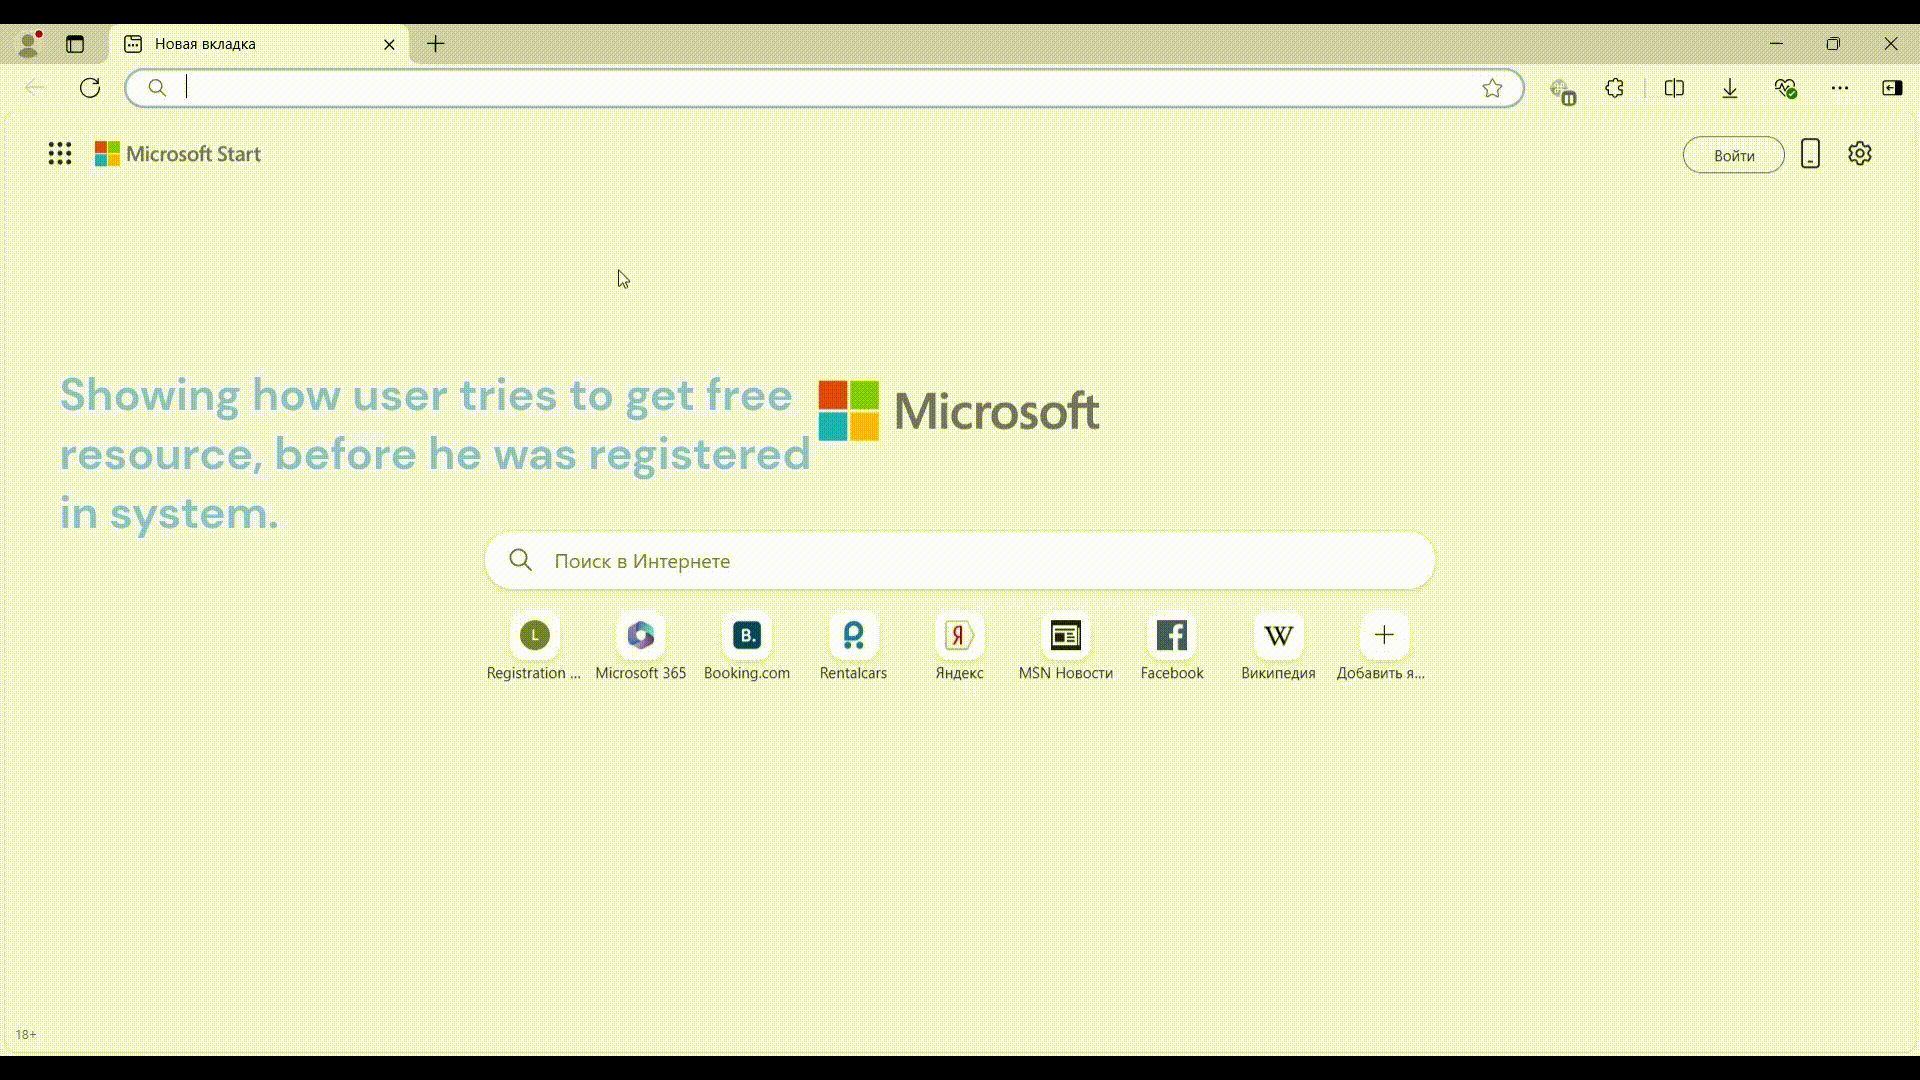 Новая вкладка
Microsoft Start
Войти
Showing how user tries to get free
resource, before he was registered
in system.
Microsoft
Поиск в Интернете
L
B.
Я
W
Registration ...
Microsoft 365
Booking.com
Rentalcars
Яндекс
MSN Новости
Facebook
Википедия
Добавить я...
18+